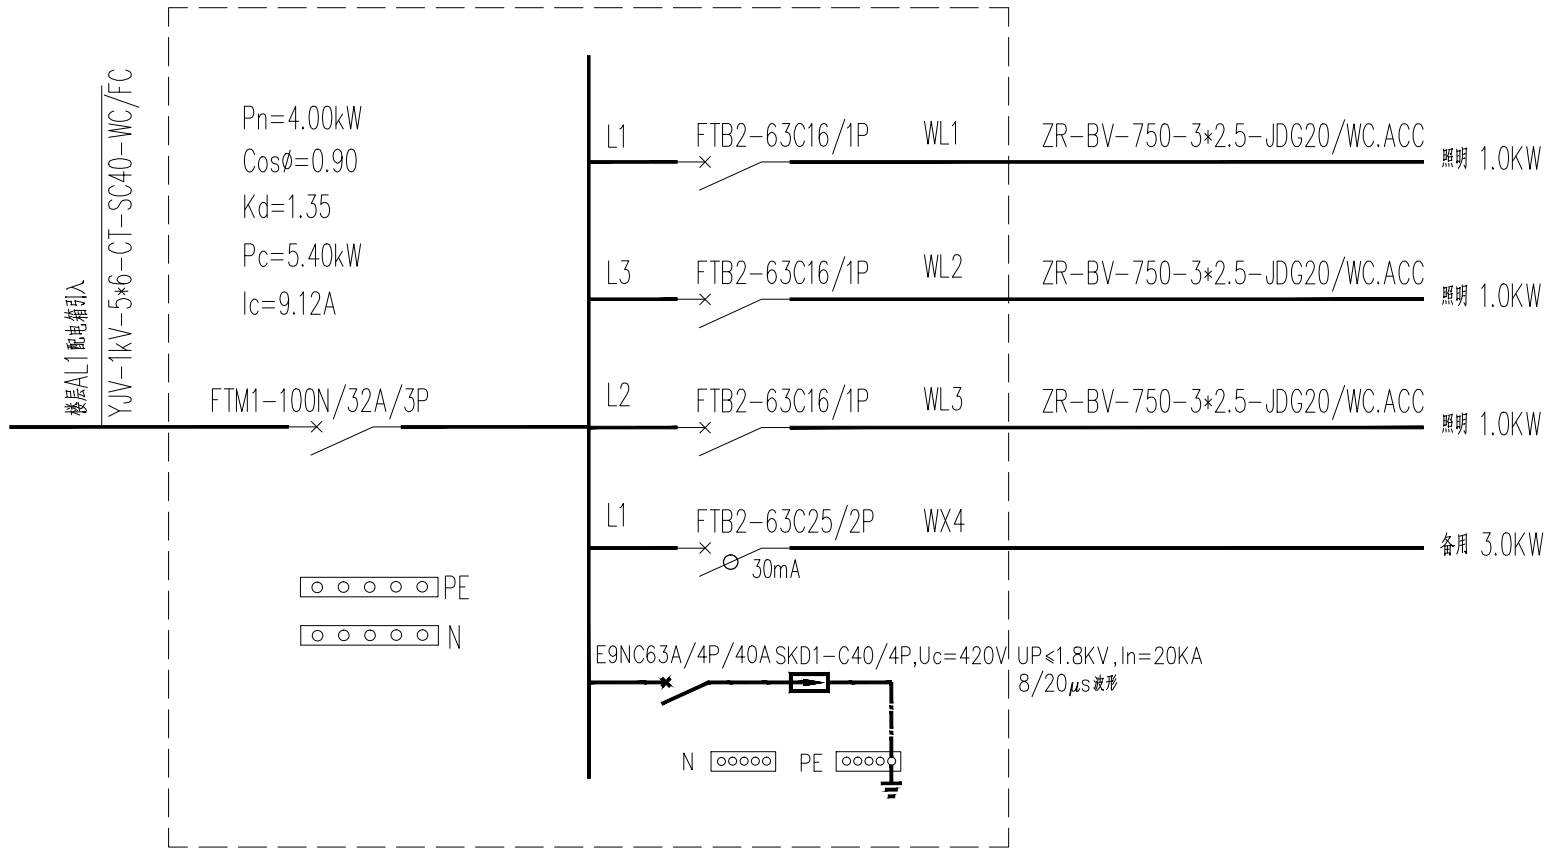 楼层AL1配电箱引入
YJV-1kV-5*6-CT-SC40-WC/FC
Pn=4.00kW
Cosø=0.90
Kd=1.35
Pc=5.40kW
Ic=9.12A
FTM1-100N/32A/3P
L1 FTB2-63C16/1P WL1 ZR-BV-750-3*2.5-JDG20/WC.ACC 照明 1.0KW
L3 FTB2-63C16/1P WL2 ZR-BV-750-3*2.5-JDG20/WC.ACC 照明 1.0KW
L2 FTB2-63C16/1P WL3 ZR-BV-750-3*2.5-JDG20/WC.ACC 照明 1.0KW
L1 FTB2-63C25/2P WX4 备用 3.0KW
30mA
PE
N
E9NC63A/4P/40A SKD1-C40/4P,Uc=420V UP≤1.8KV,In=20KA
8/20μs波形
N PE